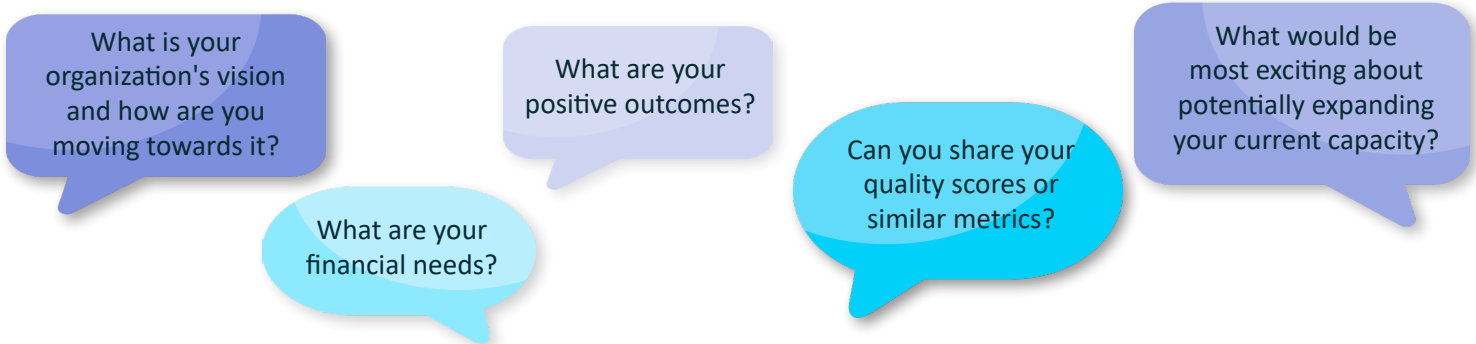 What is your
organization's vision
and how are you
moving towards it?
What are your
financial needs?
What are your
positive outcomes?
Can you share your
quality scores or
similar metrics?
What would be
most exciting about
potentially expanding
your current capacity?